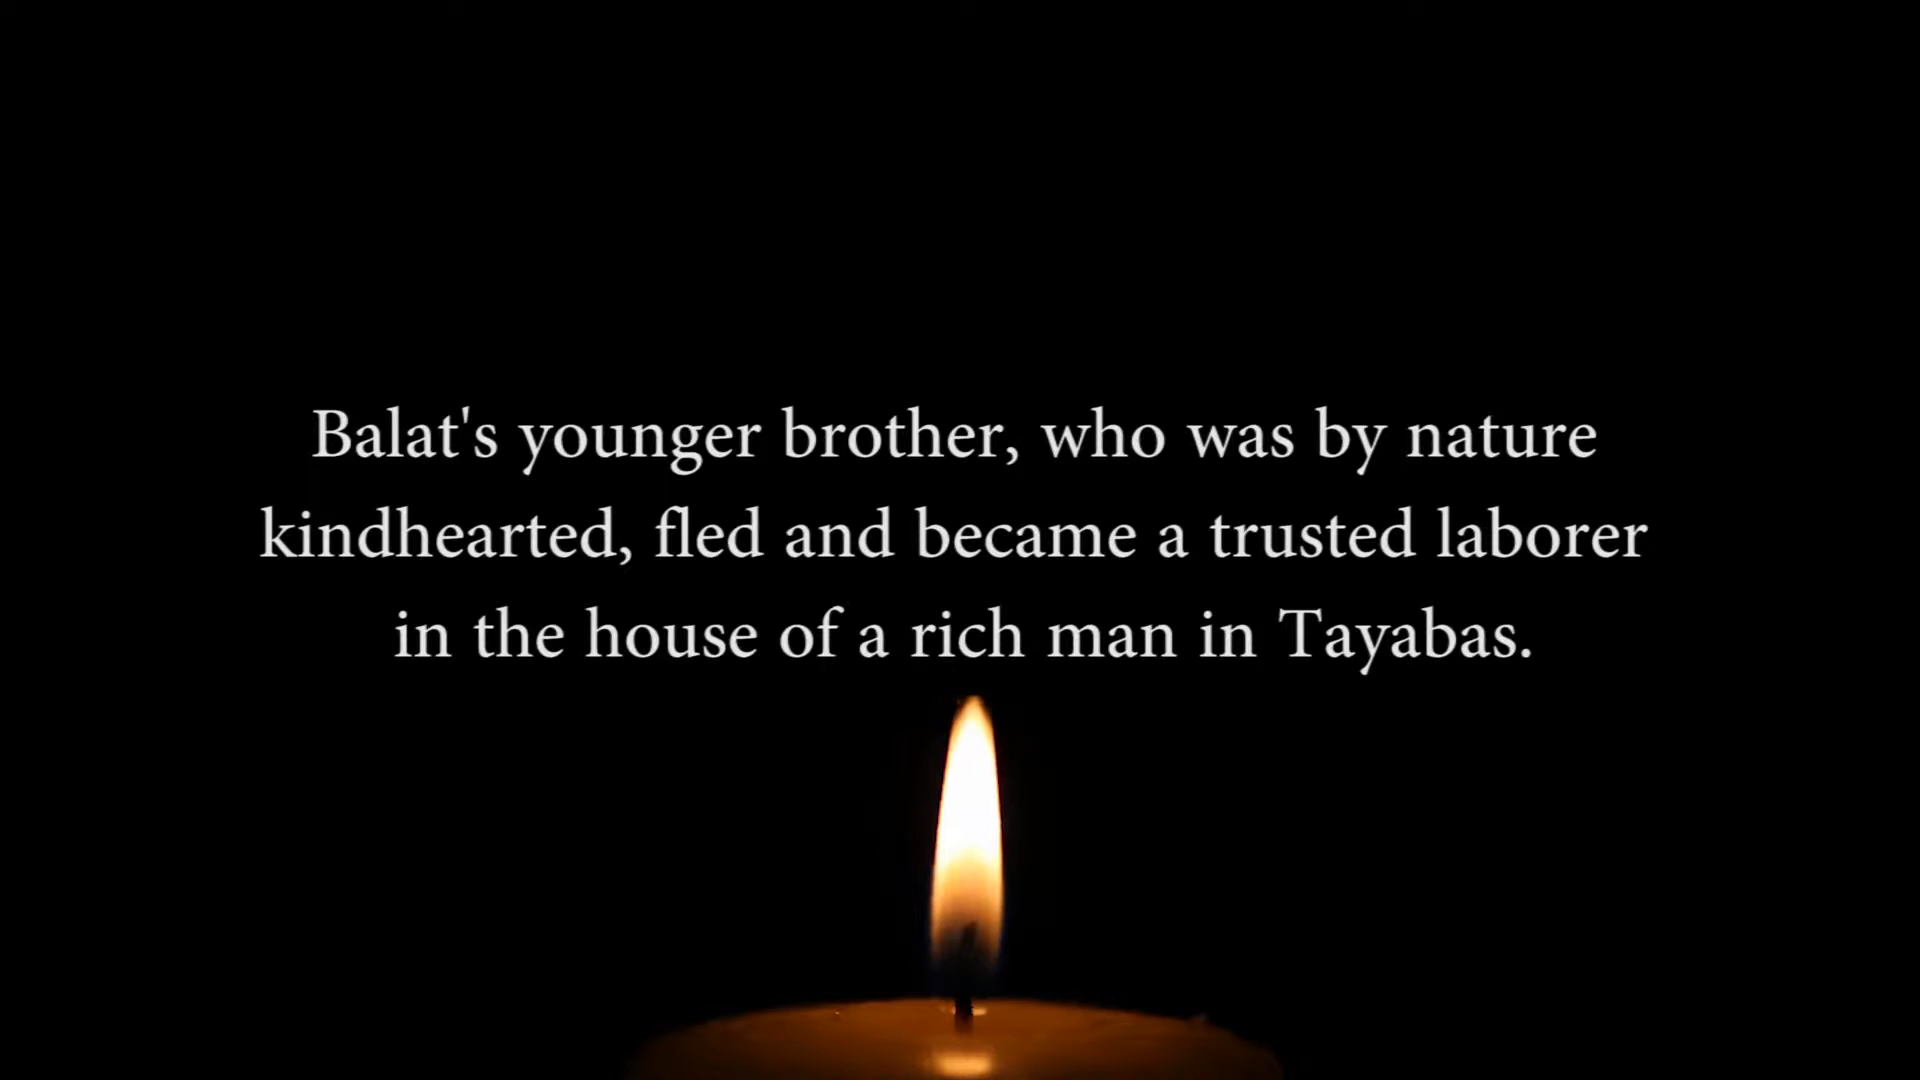 Balat's younger brother, who was by nature
kindhearted, fled and became a trusted laborer
in the house of a rich man in Tayabas.